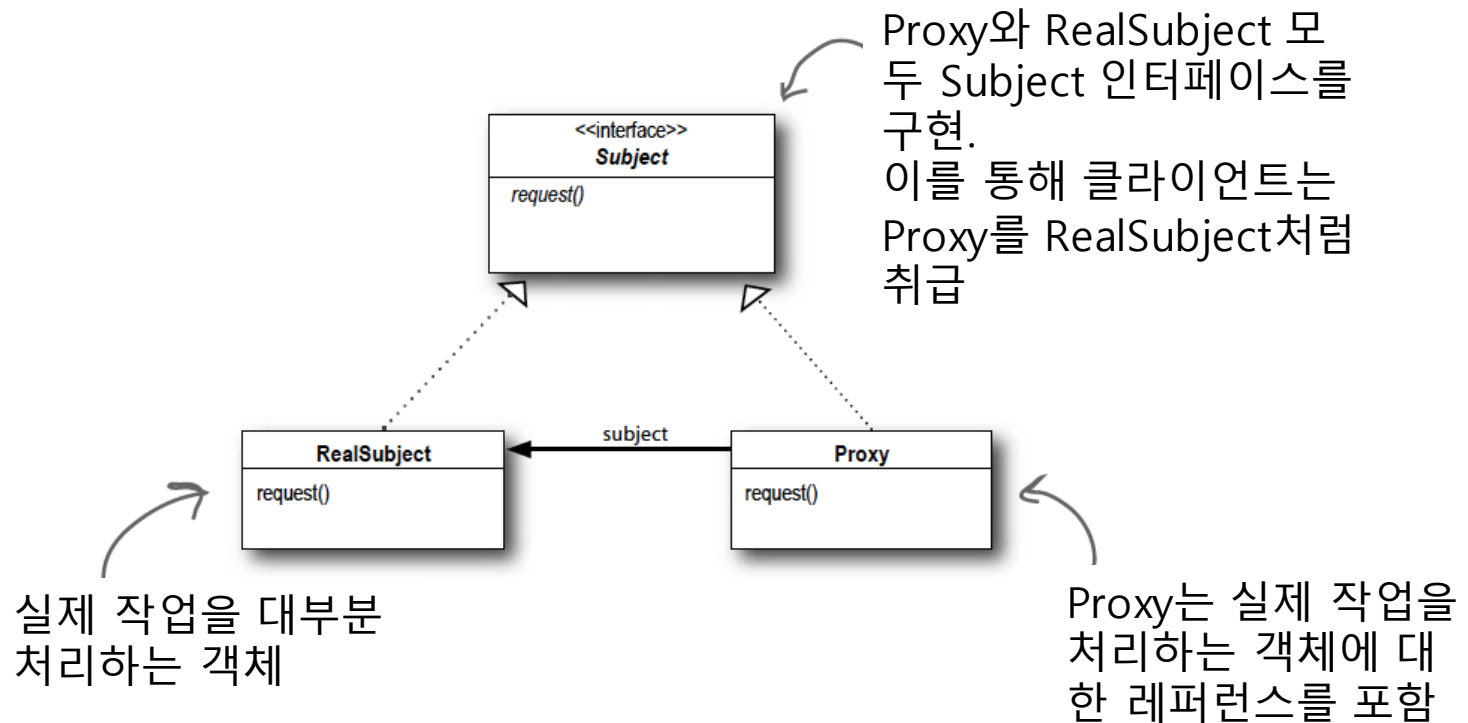 Proxy와 RealSubject 모
두 Subject 인터페이스를
구현.
이를 통해 클라이언트는
Proxy를 RealSubject처럼
취급
<<interface>>
Subject
request()
subject
RealSubject
request()
Proxy
request()
실제 작업을 대부분
처리하는 객체
Proxy는 실제 작업을
처리하는 객체에 대
한 레퍼런스를 포함